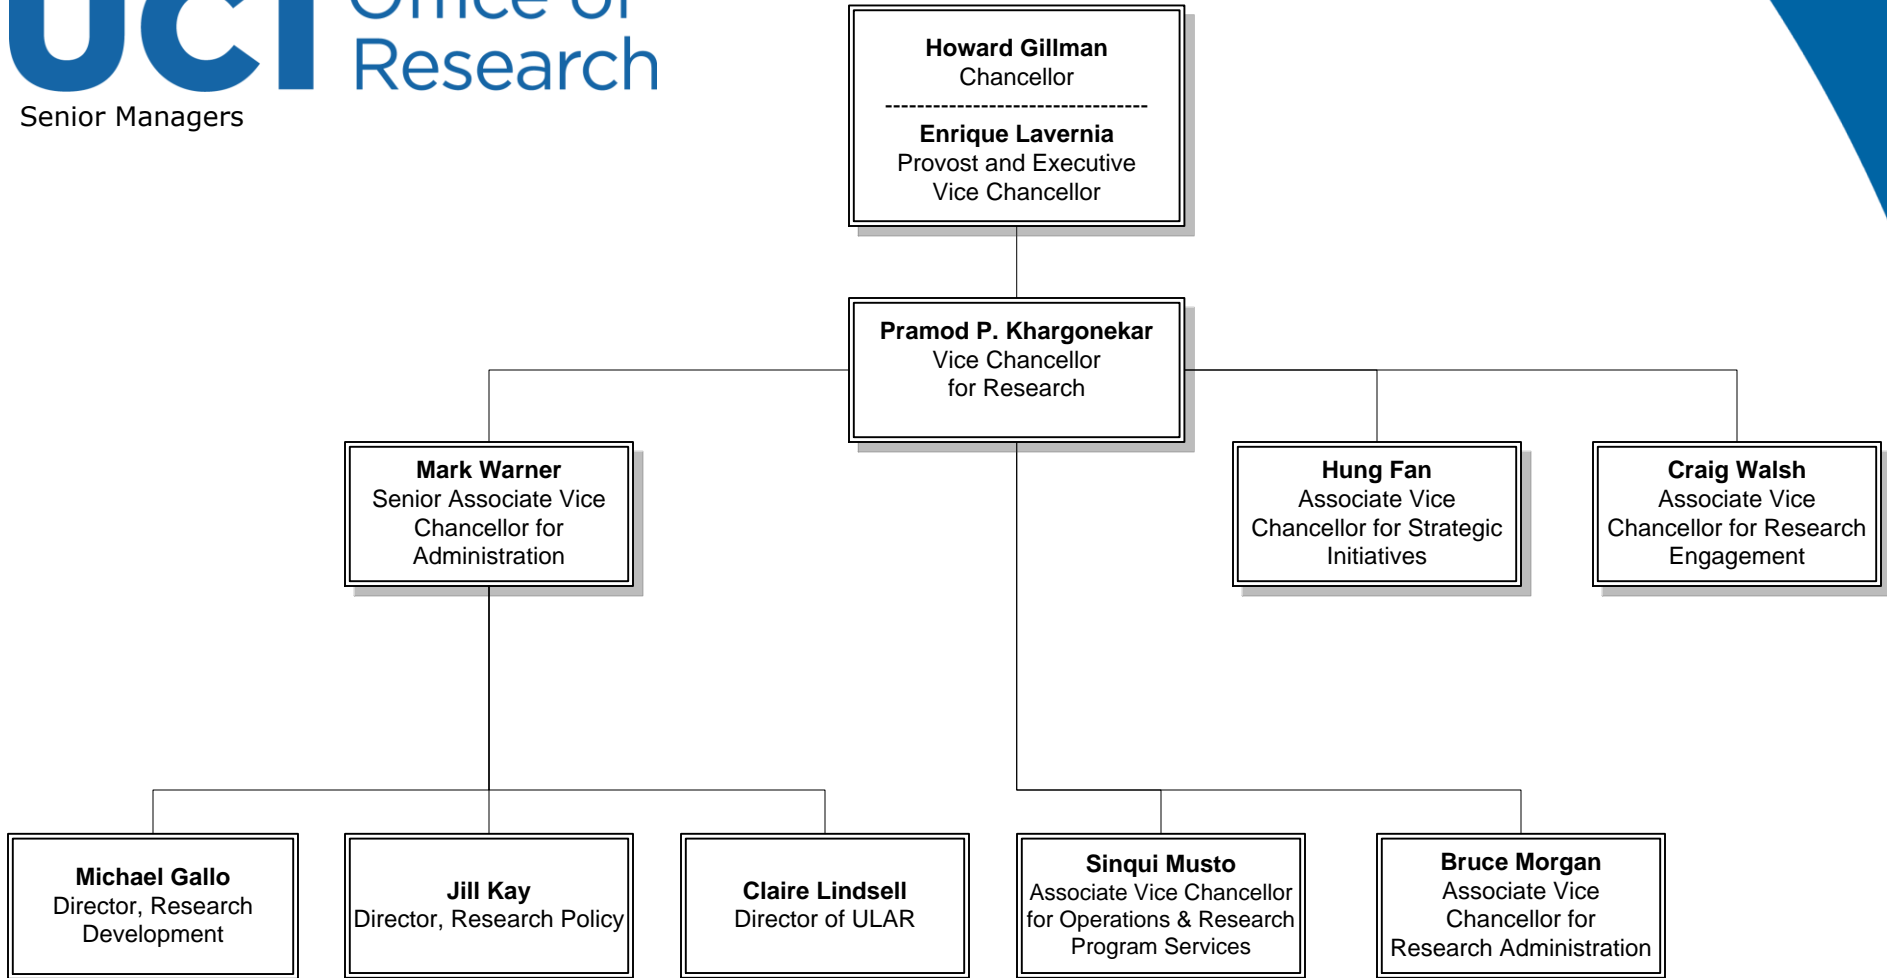 UCI Office of
Research
Senior Managers
Howard Gillman
Chancellor
---------------------------------
Enrique Lavernia
Provost and Executive
Vice Chancellor
Pramod P. Khargonekar
Vice Chancellor
for Research
Mark Warner
Senior Associate Vice
Chancellor for
Administration
Hung Fan
Associate Vice
Chancellor for Strategic
Initiatives
Craig Walsh
Associate Vice
Chancellor for Research
Engagement
Michael Gallo
Director, Research
Development
Jill Kay
Director, Research Policy
Claire Lindsell
Director of ULAR
Sinqui Musto
Associate Vice Chancellor
for Operations & Research
Program Services
Bruce Morgan
Associate Vice
Chancellor for
Research Administration